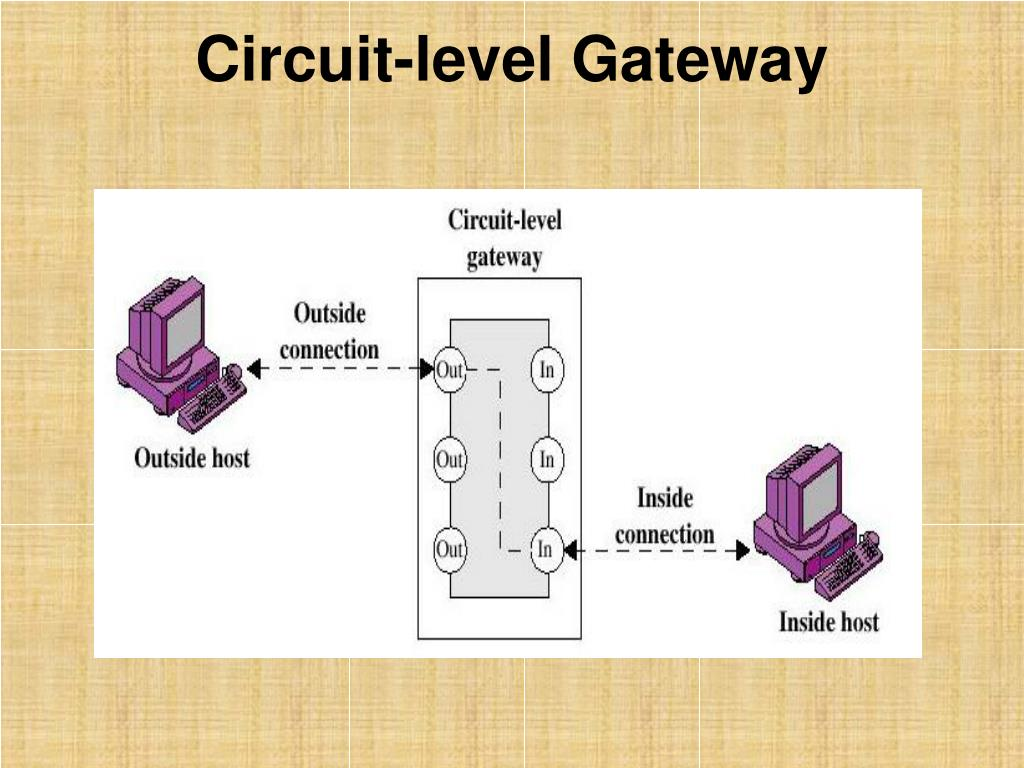 Circuit-level Gateway
Circuit-level
gateway
Outside
connection
Out
In
Outside host
Out
In
Inside
connection
Out
In
Inside host